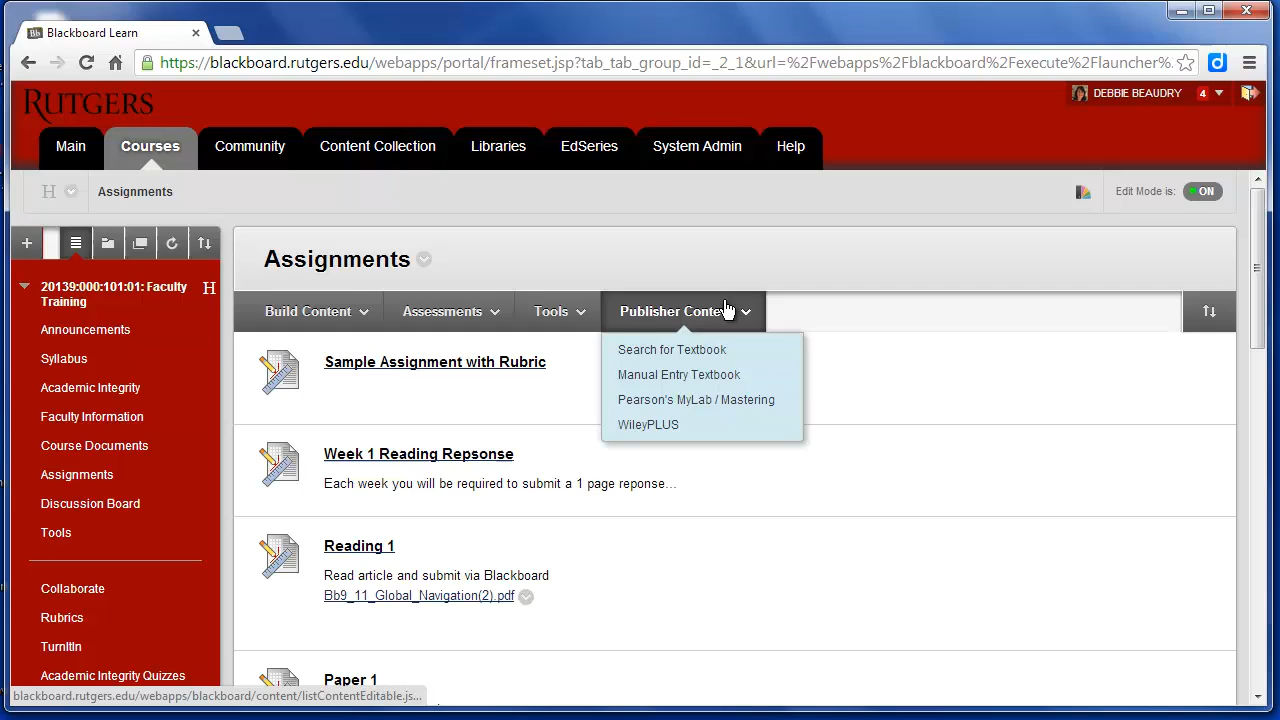 Blackboard Learn
https://blackboard.rutgers.edu/webapps/portal/frameset.jsp?tab_tab_group_id=_2_1&url=%2Fwebapps%2Fblackboard%2Fexecute%2Flauncher%
RUTGERS
DEBBIE BEAUDRY 4
Main Courses Community Content Collection Libraries EdSeries System Admin Help
H Assignments Edit Mode is: ON
Assignments
Build Content Assessments Tools Publisher
Search for Textbook
Manual Entry Textbook
Pearson's MyLab / Mastering
WileyPLUS
20139:000:101:01: Faculty Training H
Announcements
Syllabus
Academic Integrity
Faculty Information
Course Documents
Assignments
Discussion Board
Tools
Collaborate
Rubrics
TurnItIn
Academic Integrity Quizzes
Sample Assignment with Rubric
Week 1 Reading Repsonse
Each week you will be required to submit a 1 page reponse…
Reading 1
Read article and submit via Blackboard
Bb9_11_Global_Navigation(2).pdf
Paper 1
blackboard.rutgers.edu/webapps/blackboard/content/listContentEditable.js...